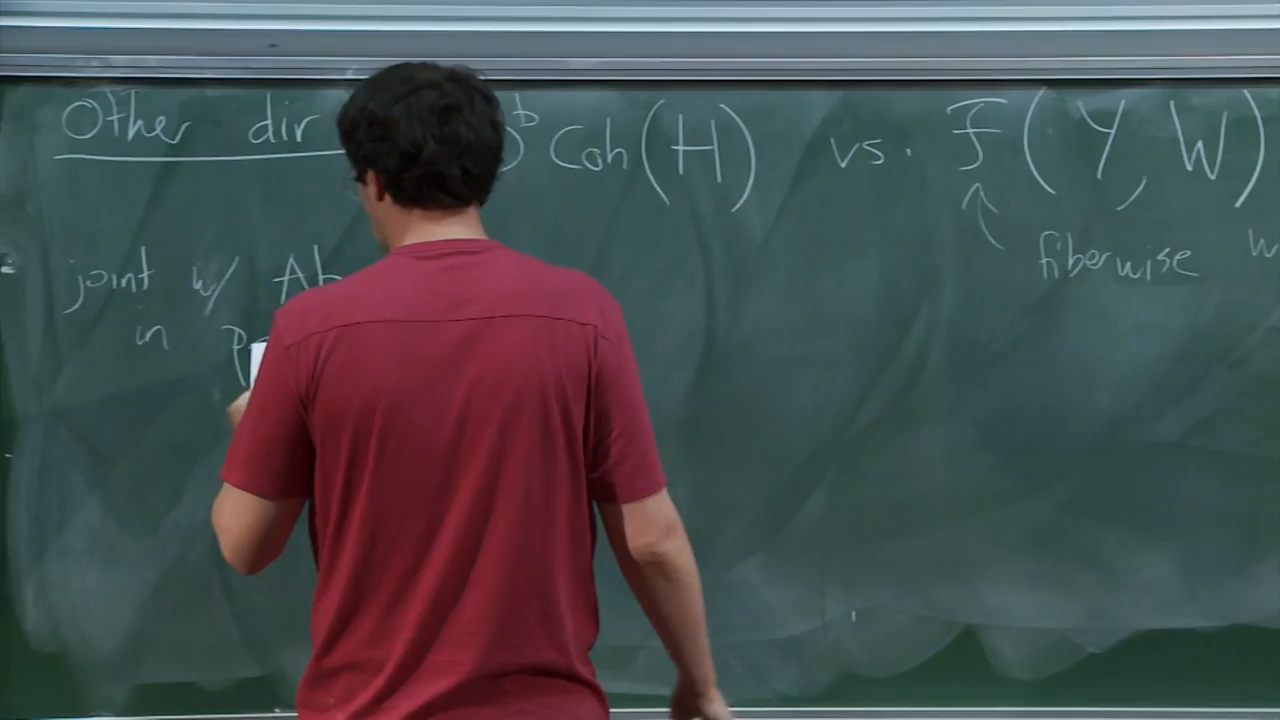 Other dir
D^b Coh(H) vs. F(Y, W)
fiberwise w
joint w/ Ab
in P